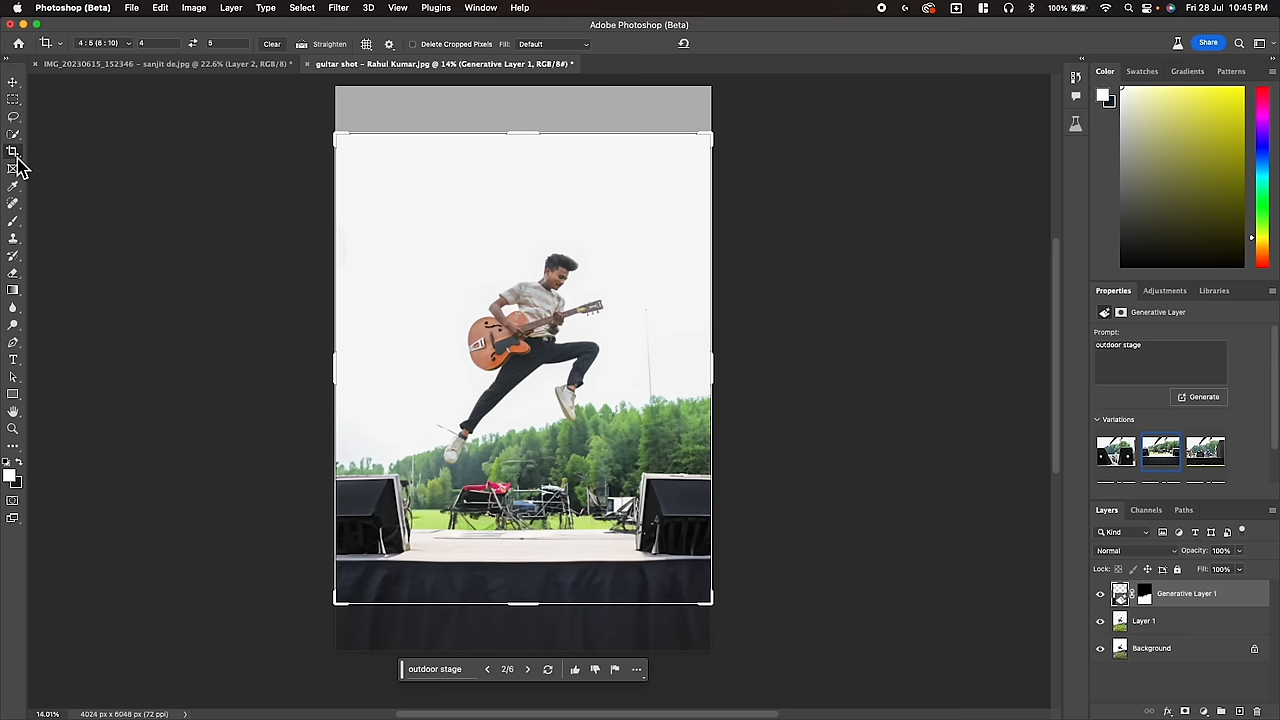 Photoshop (Beta) File Edit Image Layer Type Select Filter 3D View Plugins Window Help 100% Fri 28 Jul 10:45 PM
Adobe Photoshop (Beta)
4 : 5 (8 : 10) 4 5 Clear Straighten Delete Cropped Pixels Fill: Default Share
IMG_20230615_152346 – sanjit de.jpg @ 22.6% (Layer 2, RGB/8) * guitar shot – Rahul Kumar.jpg @ 14% (Generative Layer 1, RGB/8#) *
Color Swatches Gradients Patterns
Properties Adjustments Libraries
Generative Layer
Prompt:
outdoor stage
Generate
Variations
Layers Channels Paths
Kind
Normal Opacity: 100%
Lock: Fill: 100%
Generative Layer 1
Layer 1
Background
outdoor stage 2/6
14.01% 4024 px x 6048 px (72 ppi)